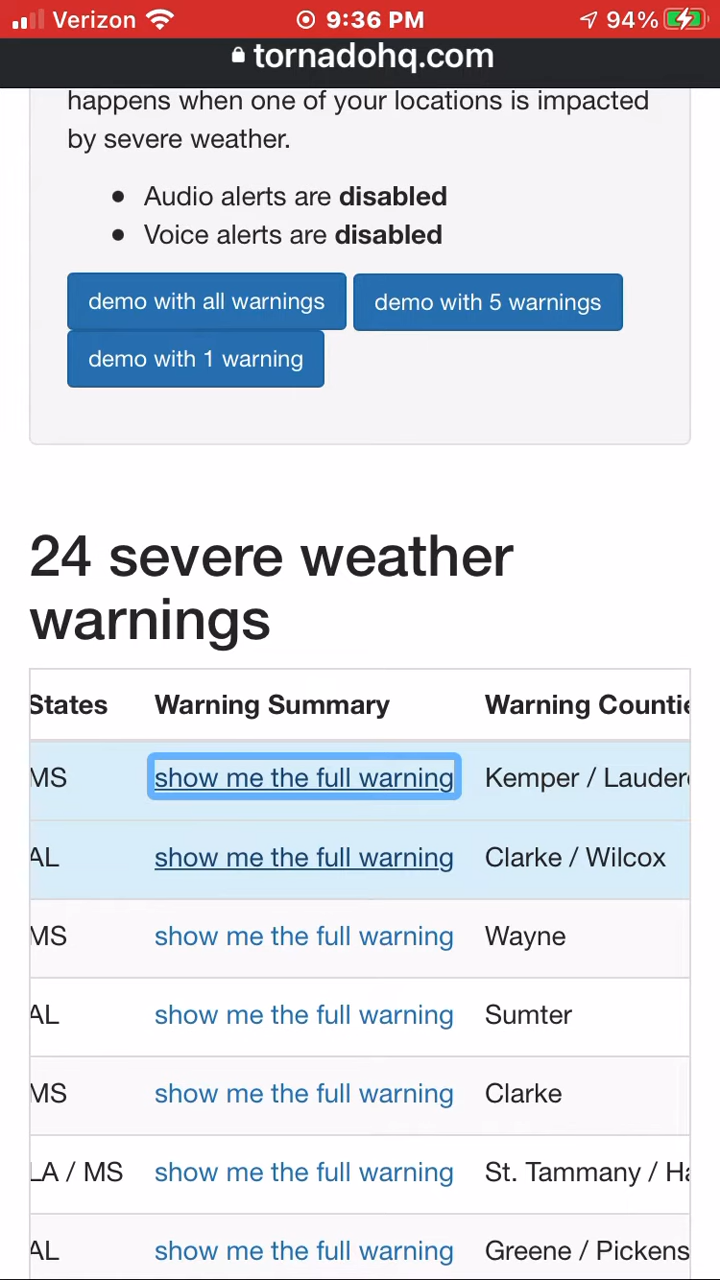 Verizon 9:36 PM 94%
tornadohq.com
happens when one of your locations is impacted
by severe weather.
• Audio alerts are disabled
• Voice alerts are disabled
demo with all warnings demo with 5 warnings
demo with 1 warning
24 severe weather
warnings
States Warning Summary Warning Countie
MS show me the full warning Kemper / Lauder
AL show me the full warning Clarke / Wilcox
MS show me the full warning Wayne
AL show me the full warning Sumter
MS show me the full warning Clarke
LA / MS show me the full warning St. Tammany / Ha
AL show me the full warning Greene / Pickens